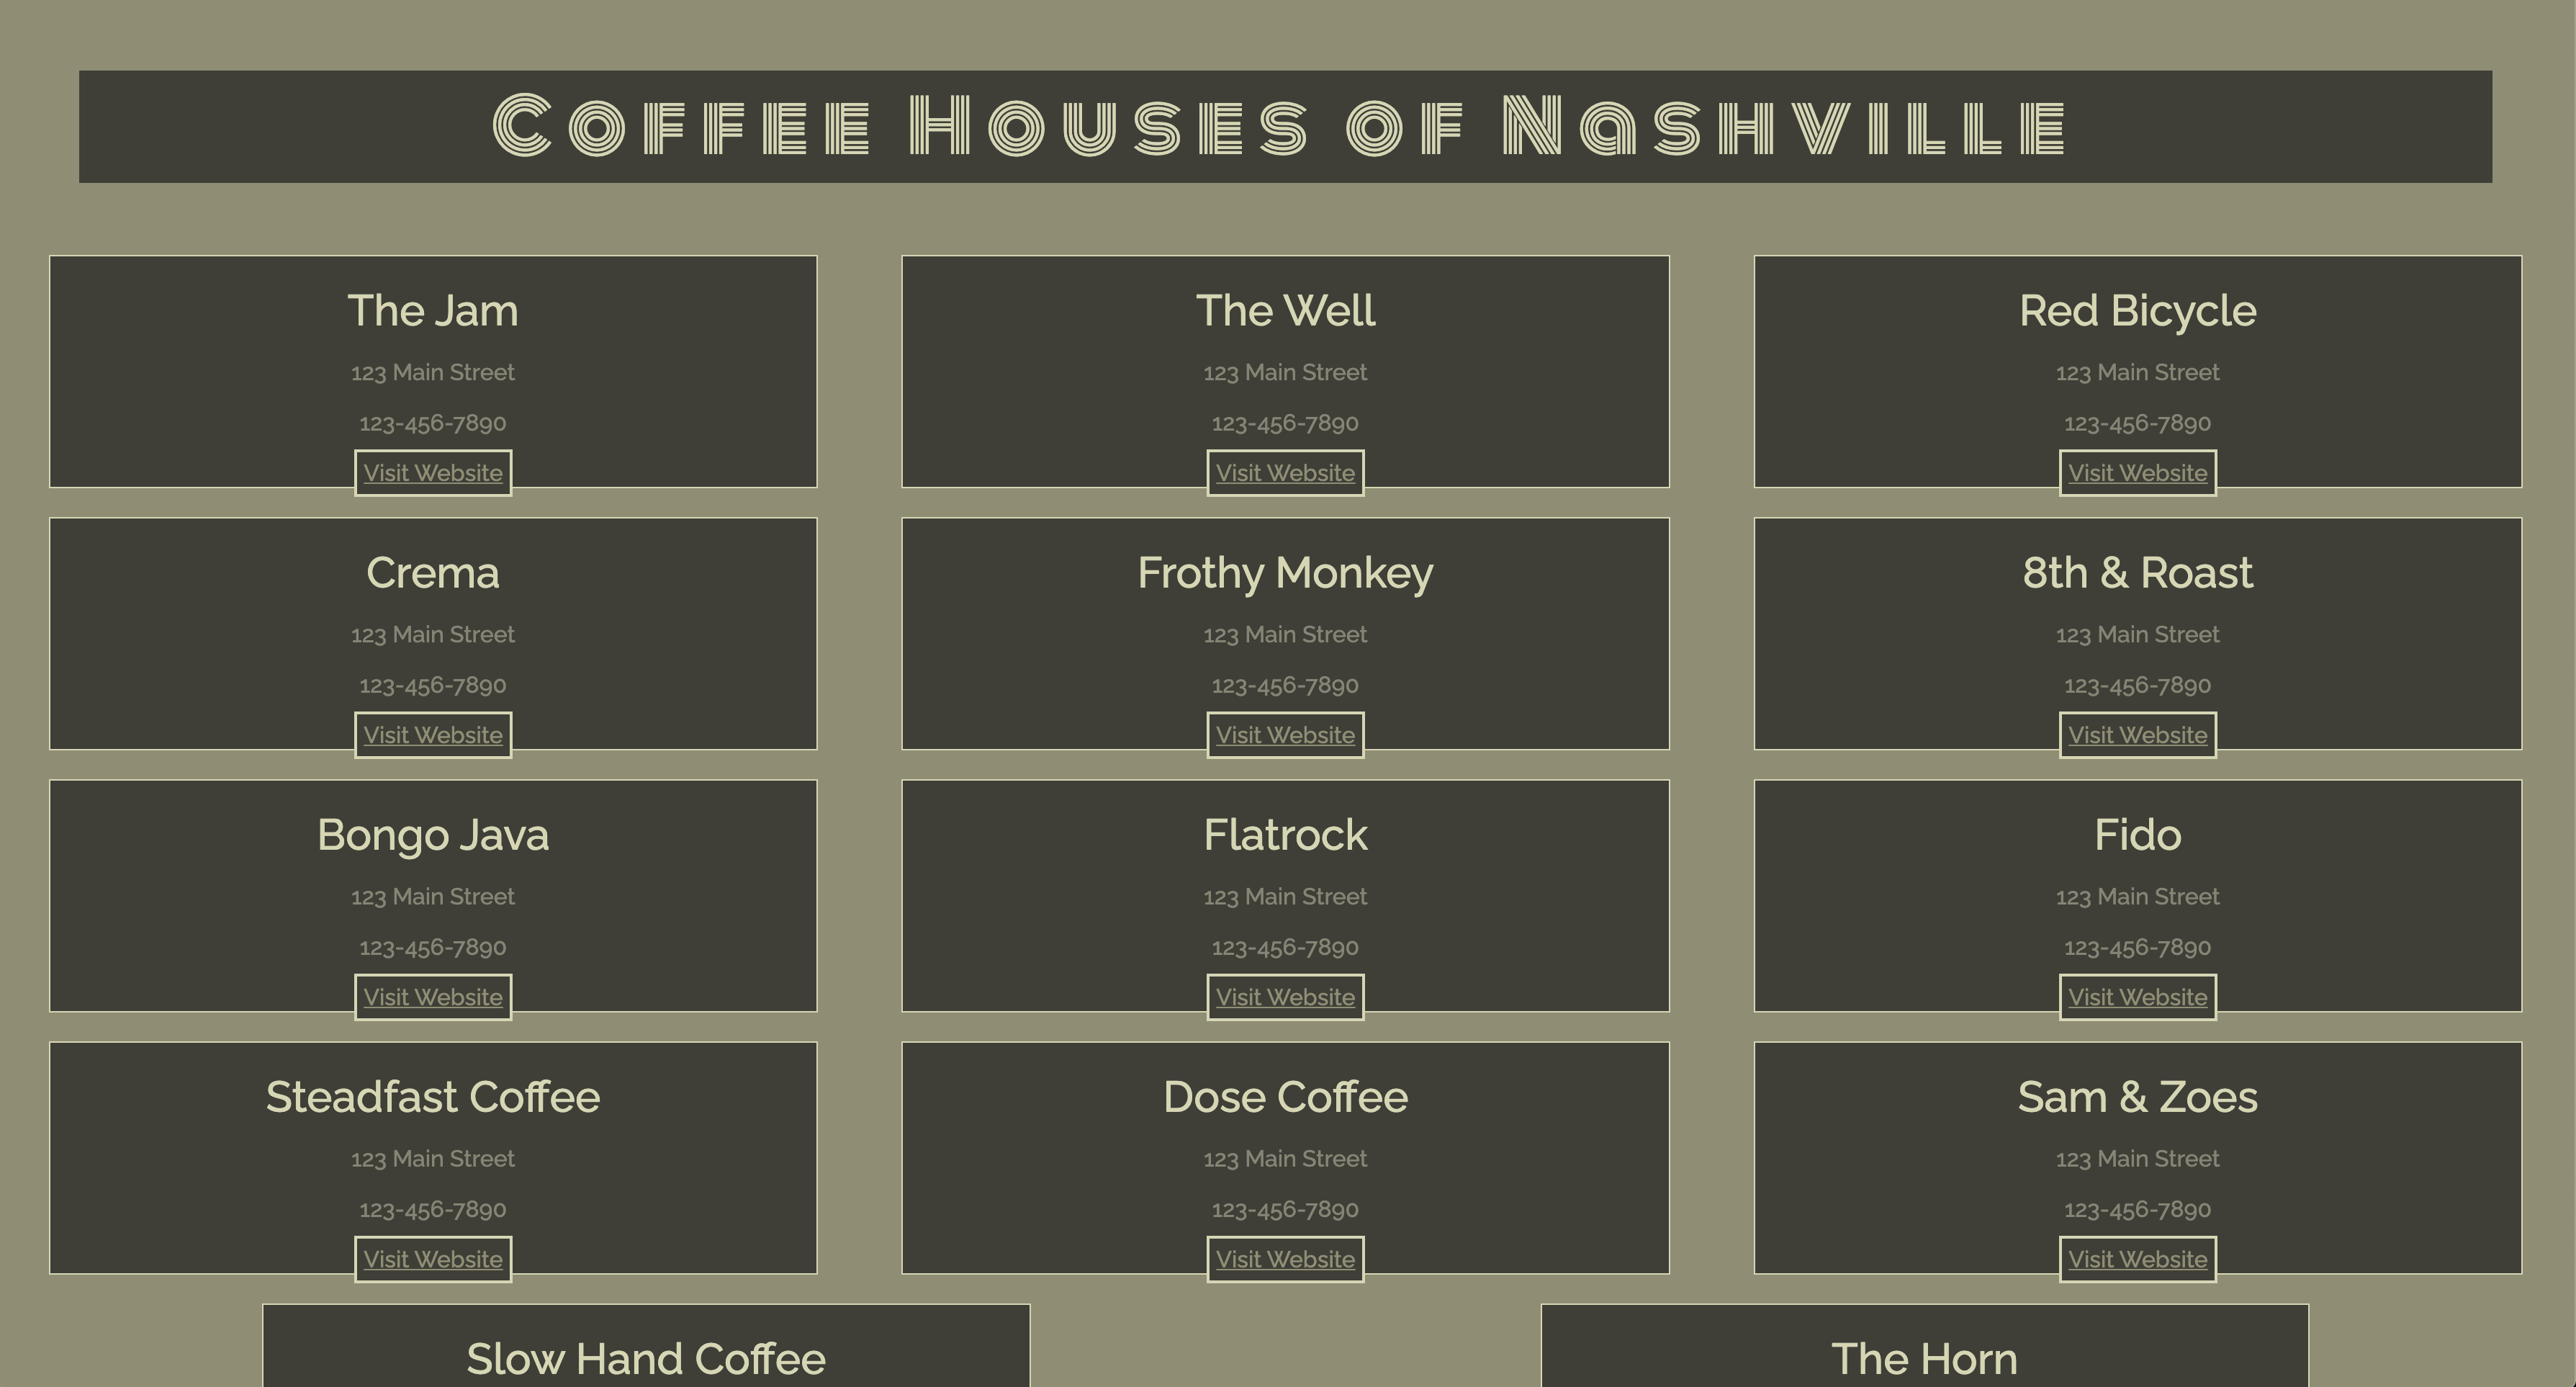 Coffee Houses of Nashville
The Jam
123 Main Street
123-456-7890
Visit Website
The Well
123 Main Street
123-456-7890
Visit Website
Red Bicycle
123 Main Street
123-456-7890
Visit Website
Crema
123 Main Street
123-456-7890
Visit Website
Frothy Monkey
123 Main Street
123-456-7890
Visit Website
8th & Roast
123 Main Street
123-456-7890
Visit Website
Bongo Java
123 Main Street
123-456-7890
Visit Website
Flatrock
123 Main Street
123-456-7890
Visit Website
Fido
123 Main Street
123-456-7890
Visit Website
Steadfast Coffee
123 Main Street
123-456-7890
Visit Website
Dose Coffee
123 Main Street
123-456-7890
Visit Website
Sam & Zoes
123 Main Street
123-456-7890
Visit Website
Slow Hand Coffee
The Horn